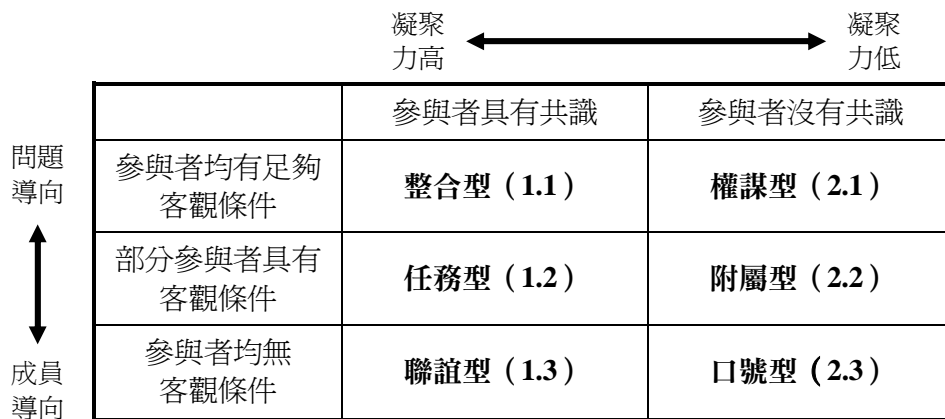 凝聚
力高
凝聚
力低
參與者具有共識
參與者沒有共識
問題
導向
參與者均有足夠
客觀條件
整合型（1.1）
權謀型（2.1）
部分參與者具有
客觀條件
任務型（1.2）
附屬型（2.2）
成員
導向
參與者均無
客觀條件
聯誼型（1.3）
口號型（2.3）